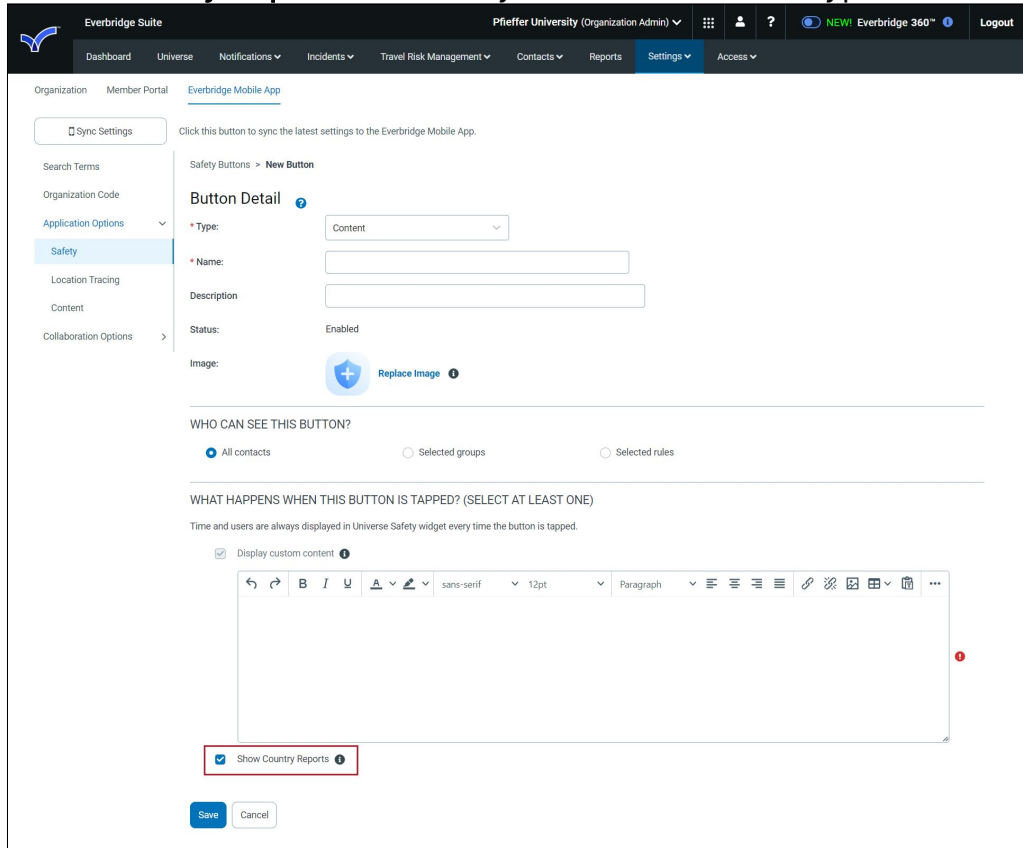 Everbridge Suite
Pfieffer University (Organization Admin)
?
NEW! Everbridge 360™
Logout
Dashboard
Universe
Notifications
Incidents
Travel Risk Management
Contacts
Reports
Settings
Access
Organization
Member Portal
Everbridge Mobile App
Sync Settings
Click this button to sync the latest settings to the Everbridge Mobile App.
Search Terms
Organization Code
Application Options
Safety
Location Tracing
Content
Collaboration Options
Safety Buttons > New Button
Button Detail ?
* Type:
Content
* Name:
Description
Status:
Enabled
Image:
Replace Image
WHO CAN SEE THIS BUTTON?
All contacts
Selected groups
Selected rules
WHAT HAPPENS WHEN THIS BUTTON IS TAPPED? (SELECT AT LEAST ONE)
Time and users are always displayed in Universe Safety widget every time the button is tapped.
Display custom content
B I U A sans-serif 12pt Paragraph
Show Country Reports
Save
Cancel